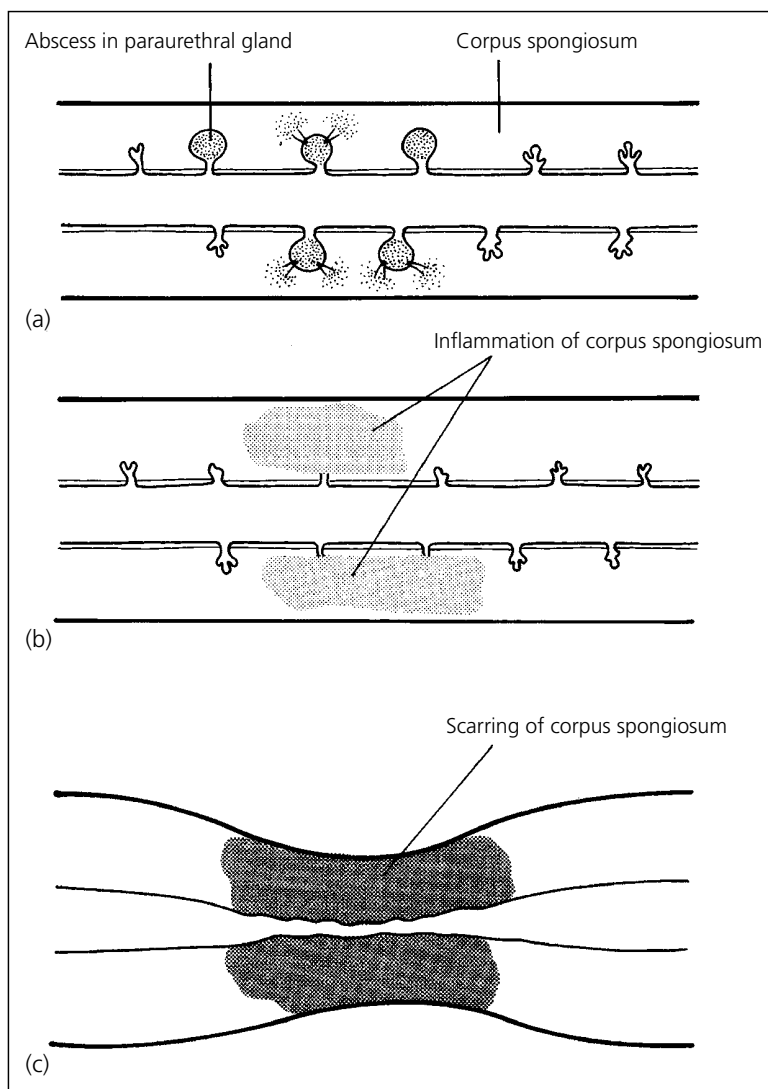 Abscess in paraurethral gland
Corpus spongiosum
(a)
Inflammation of corpus spongiosum
(b)
Scarring of corpus spongiosum
(c)